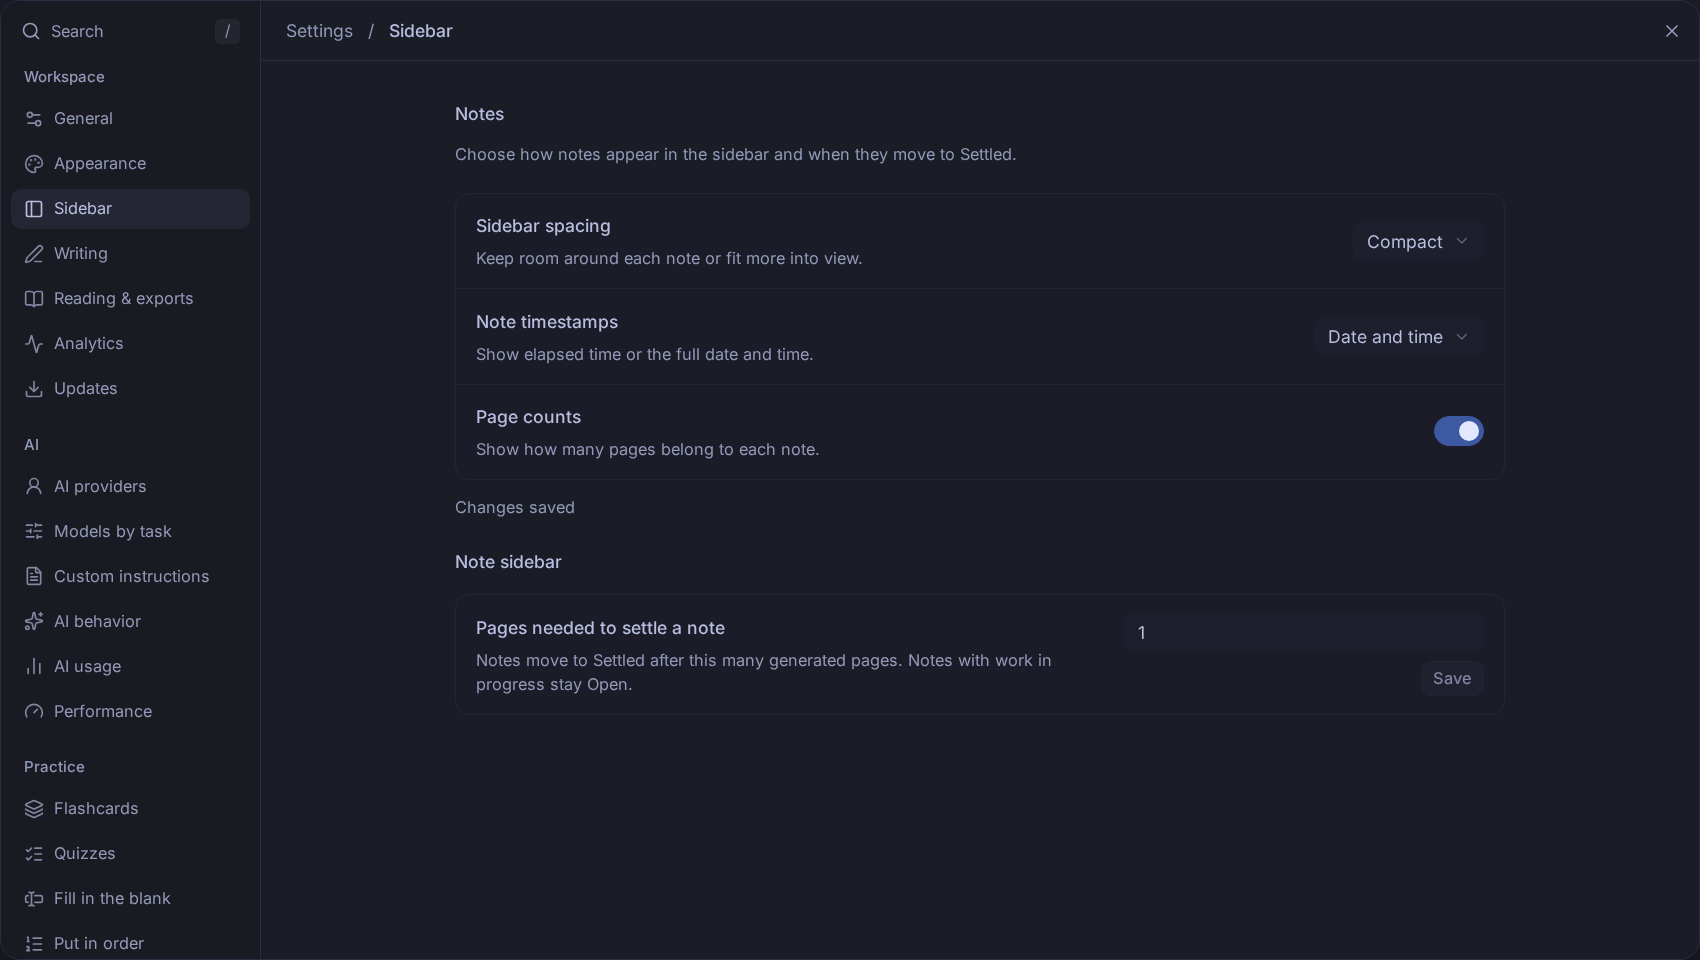 Search
/
Workspace
General
Appearance
Sidebar
Writing
Reading & exports
Analytics
Updates
AI
AI providers
Models by task
Custom instructions
AI behavior
AI usage
Performance
Practice
Flashcards
Quizzes
Fill in the blank
Put in order
Settings / Sidebar
Notes
Choose how notes appear in the sidebar and when they move to Settled.
Sidebar spacing
Keep room around each note or fit more into view.
Compact
Note timestamps
Show elapsed time or the full date and time.
Date and time
Page counts
Show how many pages belong to each note.
Changes saved
Note sidebar
Pages needed to settle a note
Notes move to Settled after this many generated pages. Notes with work in
progress stay Open.
1
Save